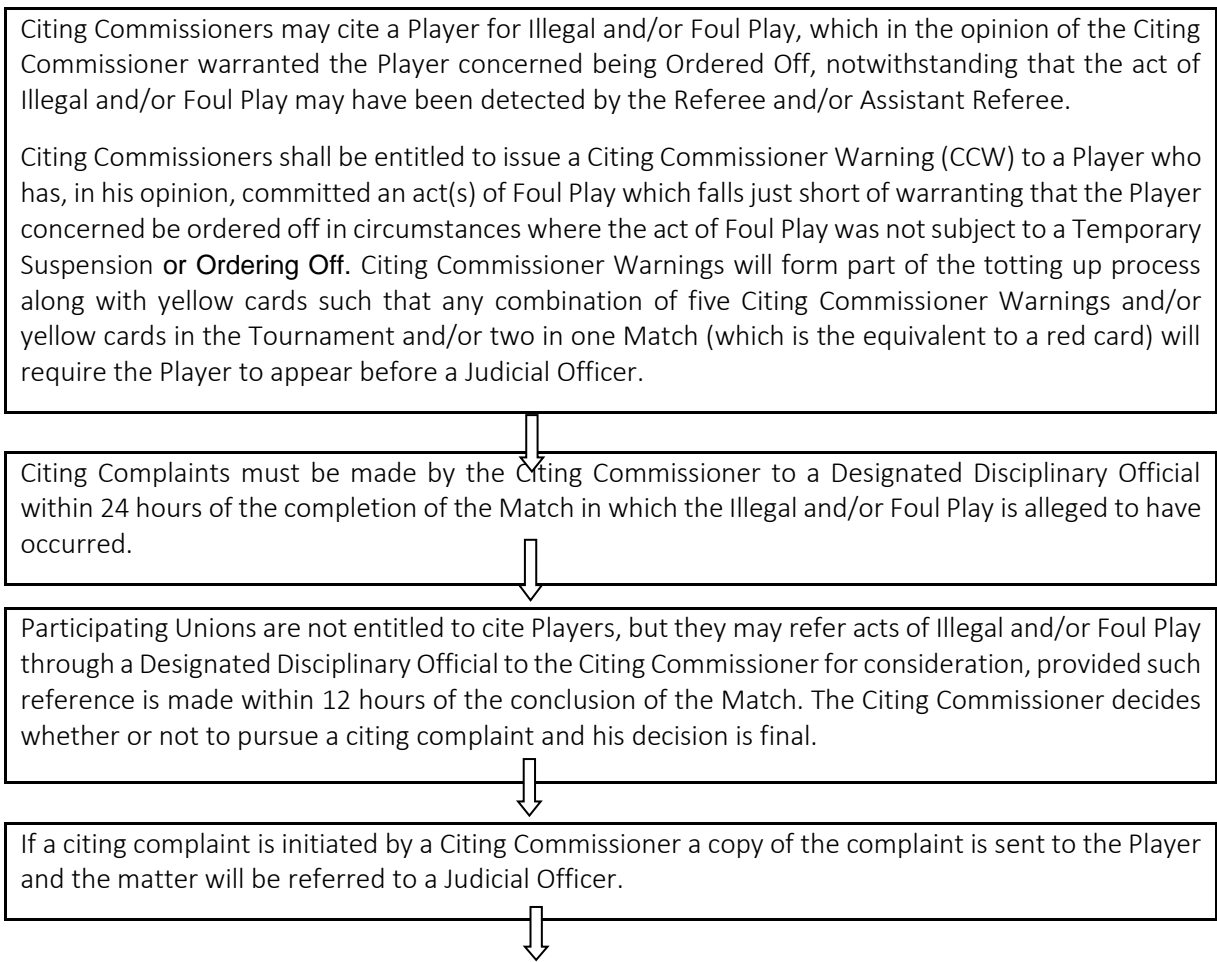 Citing Commissioners may cite a Player for Illegal and/or Foul Play, which in the opinion of the Citing
Commissioner warranted the Player concerned being Ordered Off, notwithstanding that the act of
Illegal and/or Foul Play may have been detected by the Referee and/or Assistant Referee.
Citing Commissioners shall be entitled to issue a Citing Commissioner Warning (CCW) to a Player who
has, in his opinion, committed an act(s) of Foul Play which falls just short of warranting that the Player
concerned be ordered off in circumstances where the act of Foul Play was not subject to a Temporary
Suspension or Ordering Off. Citing Commissioner Warnings will form part of the totting up process
along with yellow cards such that any combination of five Citing Commissioner Warnings and/or
yellow cards in the Tournament and/or two in one Match (which is the equivalent to a red card) will
require the Player to appear before a Judicial Officer.
Citing Complaints must be made by the Citing Commissioner to a Designated Disciplinary Official
within 24 hours of the completion of the Match in which the Illegal and/or Foul Play is alleged to have
occurred.
Participating Unions are not entitled to cite Players, but they may refer acts of Illegal and/or Foul Play
through a Designated Disciplinary Official to the Citing Commissioner for consideration, provided such
reference is made within 12 hours of the conclusion of the Match. The Citing Commissioner decides
whether or not to pursue a citing complaint and his decision is final.
If a citing complaint is initiated by a Citing Commissioner a copy of the complaint is sent to the Player
and the matter will be referred to a Judicial Officer.